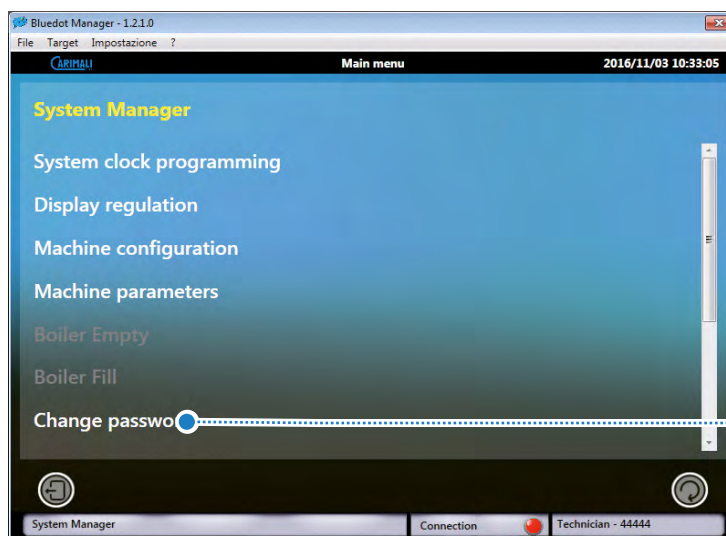 Bluedot Manager - 1.2.1.0
File Target Impostazione ?
CARIMALI Main menu 2016/11/03 10:33:05
System Manager
System clock programming
Display regulation
Machine configuration
Machine parameters
Boiler Empty
Boiler Fill
Change passwo
System Manager Connection Technician - 44444